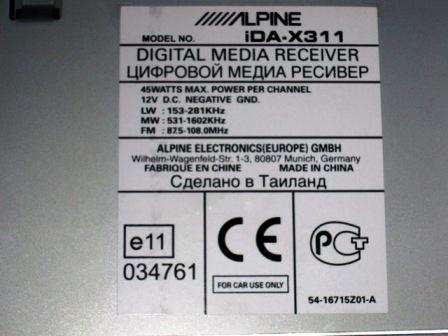 ALPINE
MODEL NO. iDA-X311
DIGITAL MEDIA RECEIVER
ЦИФРОВОЙ МЕДИА РЕСИВЕР
45WATTS MAX. POWER PER CHANNEL
12V D.C. NEGATIVE GND.
LW : 153-281KHz
MW : 531-1602KHz
FM : 87.5-108.0MHz
ALPINE ELECTRONICS(EUROPE) GMBH
Wilhelm-Wagenfeld-Str. 1-3, 80807 Munich, Germany
FABRIQUE EN CHINE MADE IN CHINA
Сделано в Таиланд
e11
034761
CE
FOR CAR USE ONLY
РСТ
54-16715Z01-A